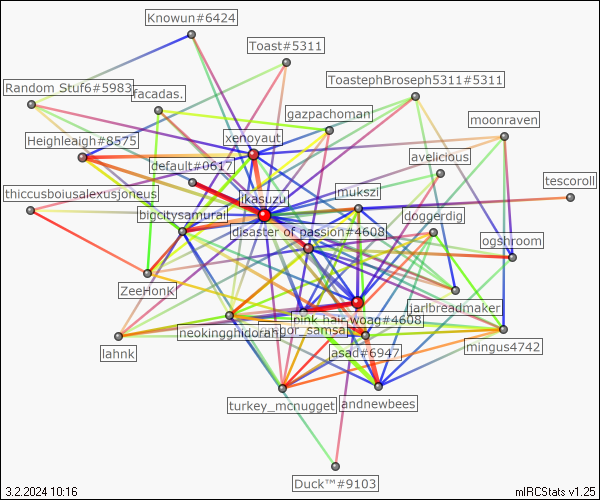 Knowun#6424
Toast#5311
ToastephBroseph5311#5311
Random Stuf6#5983
facadas.
gazpachoman
moonraven
xenoyaut
Heighleaigh#8575
avelicious
default#0617
tescoroll
thiccusboiusalexusjoneus
ikasuzu
mukszi
bigcitysamurai
doggerdig
disaster of passion#4608
ogshroom
ZeeHonK
jarlbreadmaker
pink hair woag#4608
neokingghidorah
gor_samsa
mingus4742
lahnk
asad#6947
turkey_mcnugget
andnewbees
Duck™#9103
3.2.2024 10:16
mIRCStats v1.25